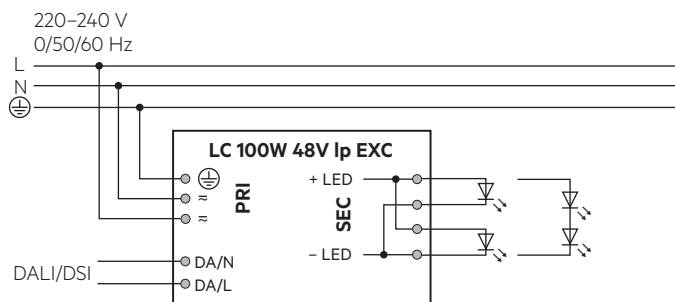 220–240 V
0/50/60 Hz
L
N
LC 100W 48V lp EXC
PRI
≂
≂
+ LED
SEC
– LED
DALI/DSI
DA/N
DA/L